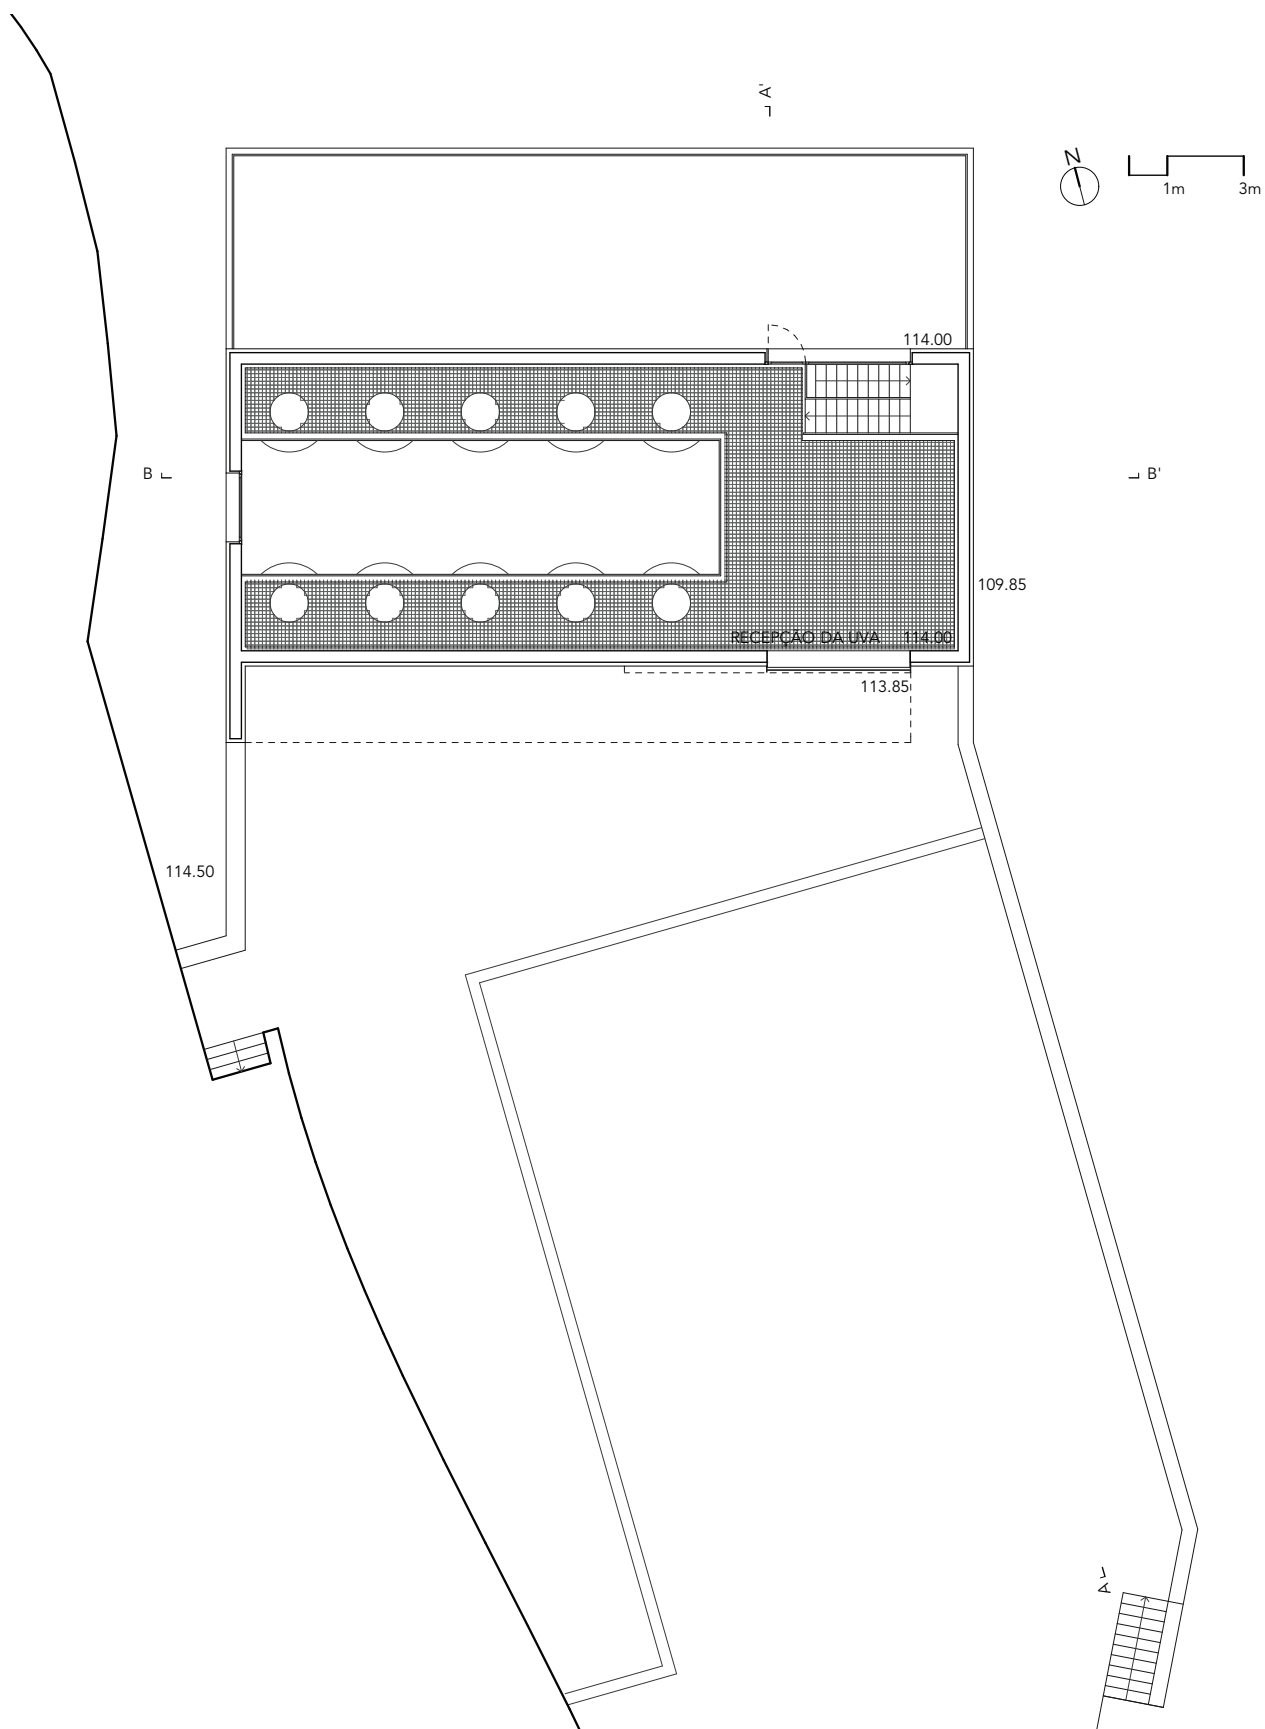 A'
N
1m 3m
114.00
B B'
109.85
RECEPÇÃO DA UVA 114.00
113.85
114.50
A